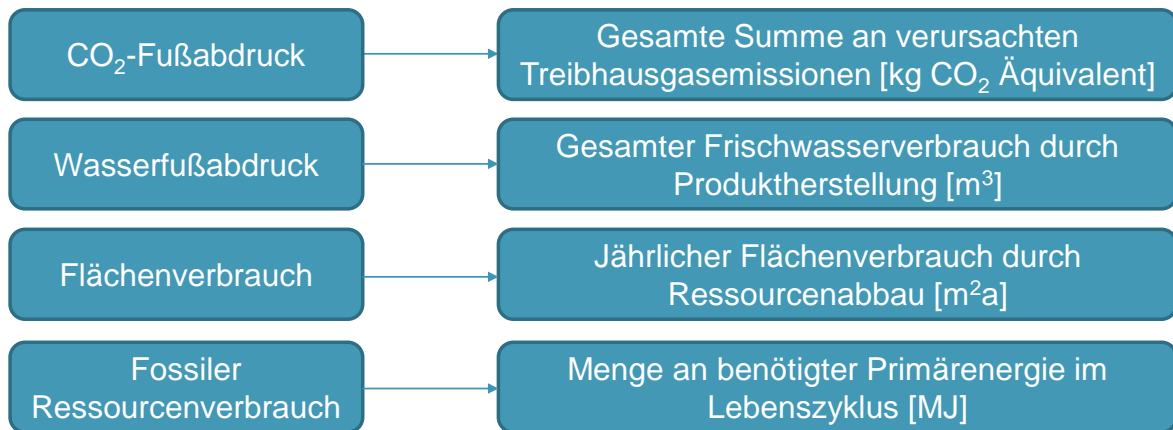 CO₂-Fußabdruck
Gesamte Summe an verursachten
Treibhausgasemissionen [kg CO₂ Äquivalent]
Wasserfußabdruck
Gesamter Frischwasserverbrauch durch
Produktherstellung [m³]
Flächenverbrauch
Jährlicher Flächenverbrauch durch
Ressourcenabbau [m²a]
Fossiler
Ressourcenverbrauch
Menge an benötigter Primärenergie im
Lebenszyklus [MJ]